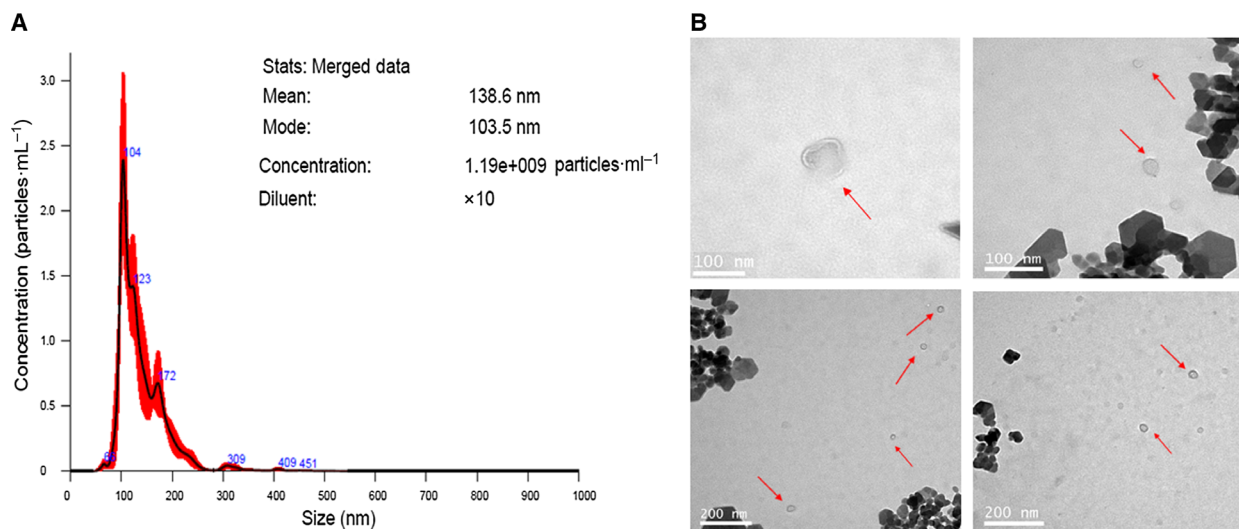 A
B
Stats: Merged data
Mean: 138.6 nm
Mode: 103.5 nm
Concentration: 1.19e+009 particles·ml⁻¹
Diluent: ×10
Concentration (particles·mL⁻¹)
3.0
2.5
2.0
1.5
1.0
0.5
0
104
123
172
309
409
451
0 100 200 300 400 500 600 700 800 900 1000
Size (nm)
100 nm
100 nm
200 nm
200 nm